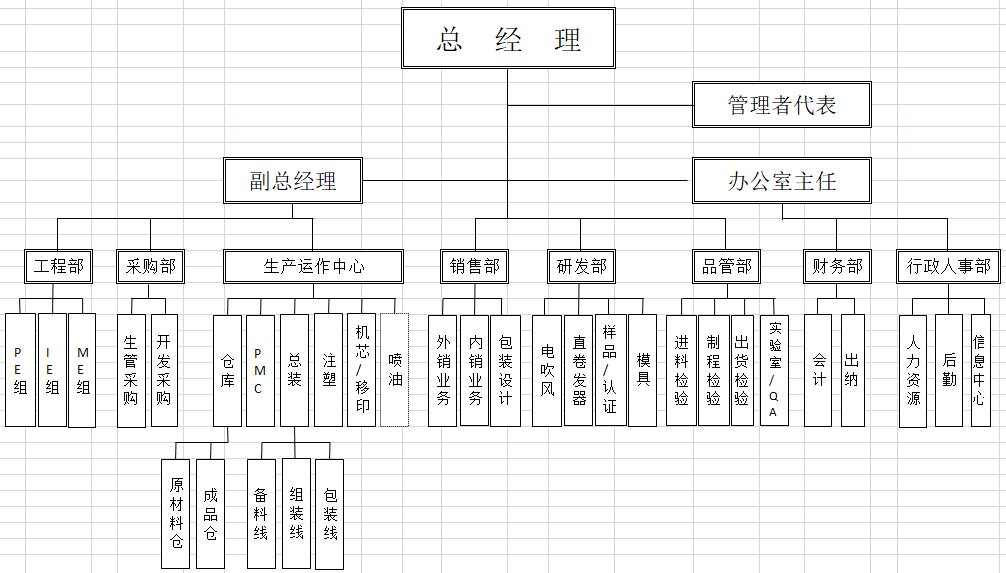 总 经 理
管理者代表
副总经理
办公室主任
工程部
采购部
生产运作中心
销售部
研发部
品管部
财务部
行政人事部
PE组
IE组
ME组
生管采购
开发采购
仓库
PMC
总装
注塑
机芯/移印
喷油
外销业务
内销业务
包装设计
电吹风
直卷发器
样品/认证
模具
进料检验
制程检验
出货检验
实验室/QA
会计
出纳
人力资源
后勤
信息中心
原材料仓
成品仓
备料线
组装线
包装线